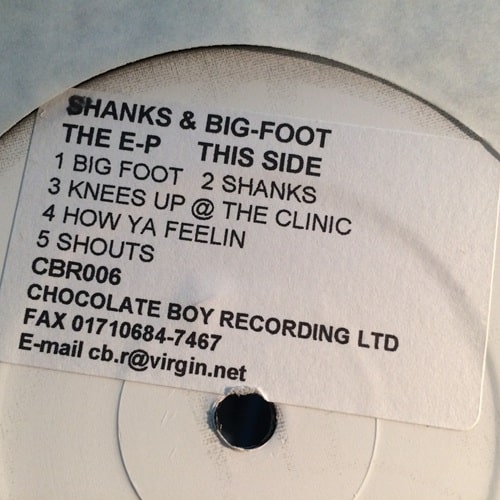 SHANKS & BIG-FOOT
THE E-P THIS SIDE
1 BIG FOOT 2 SHANKS
3 KNEES UP @ THE CLINIC
4 HOW YA FEELIN
5 SHOUTS
CBR006
CHOCOLATE BOY RECORDING LTD
FAX 01710684-7467
E-mail cb.r@virgin.net